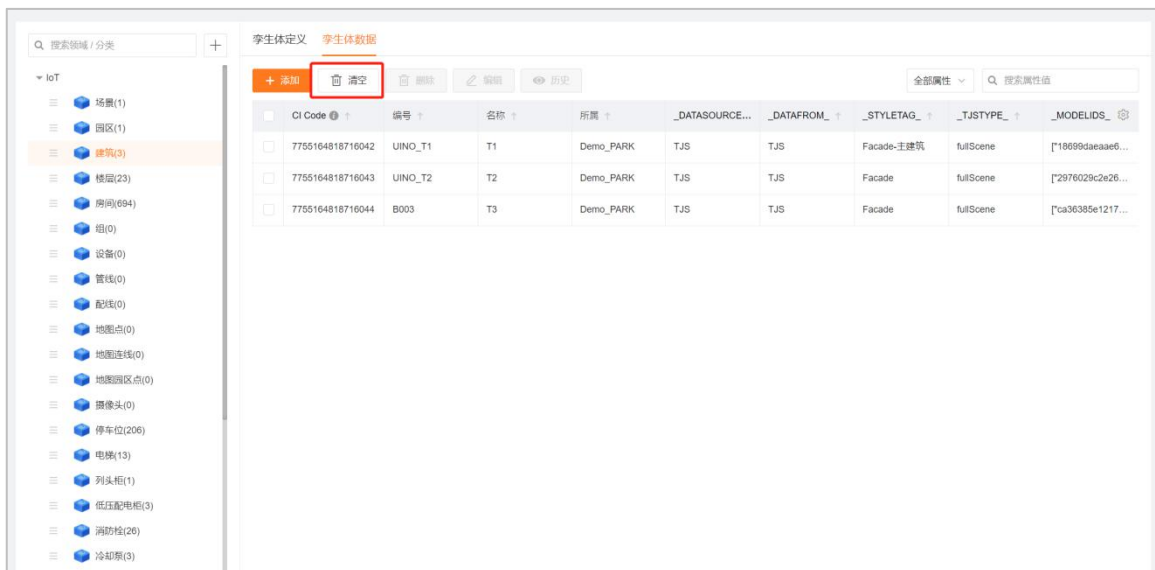 搜索领域 / 分类
IoT
场景(1)
园区(1)
建筑(3)
楼层(23)
房间(694)
组(0)
设备(0)
管线(0)
配线(0)
地图点(0)
地图连线(0)
地图园区点(0)
摄像头(0)
停车位(206)
电梯(13)
列头柜(1)
低压配电柜(3)
消防栓(26)
冷却泵(3)
孪生体定义 孪生体数据
添加 清空 删除 编辑 历史 全部属性 搜索属性值
CI Code 编号 名称 所属 _DATASOURCE... _DATAFROM_ _STYLETAG_ _TJSTYPE_ _MODELIDS_
7755164818716042 UINO_T1 T1 Demo_PARK TJS TJS Facade-主建筑 fullScene ["18699daeaae6...
7755164818716043 UINO_T2 T2 Demo_PARK TJS TJS Facade fullScene ["2976029c2e26...
7755164818716044 B003 T3 Demo_PARK TJS TJS Facade fullScene ["ca36385e1217...